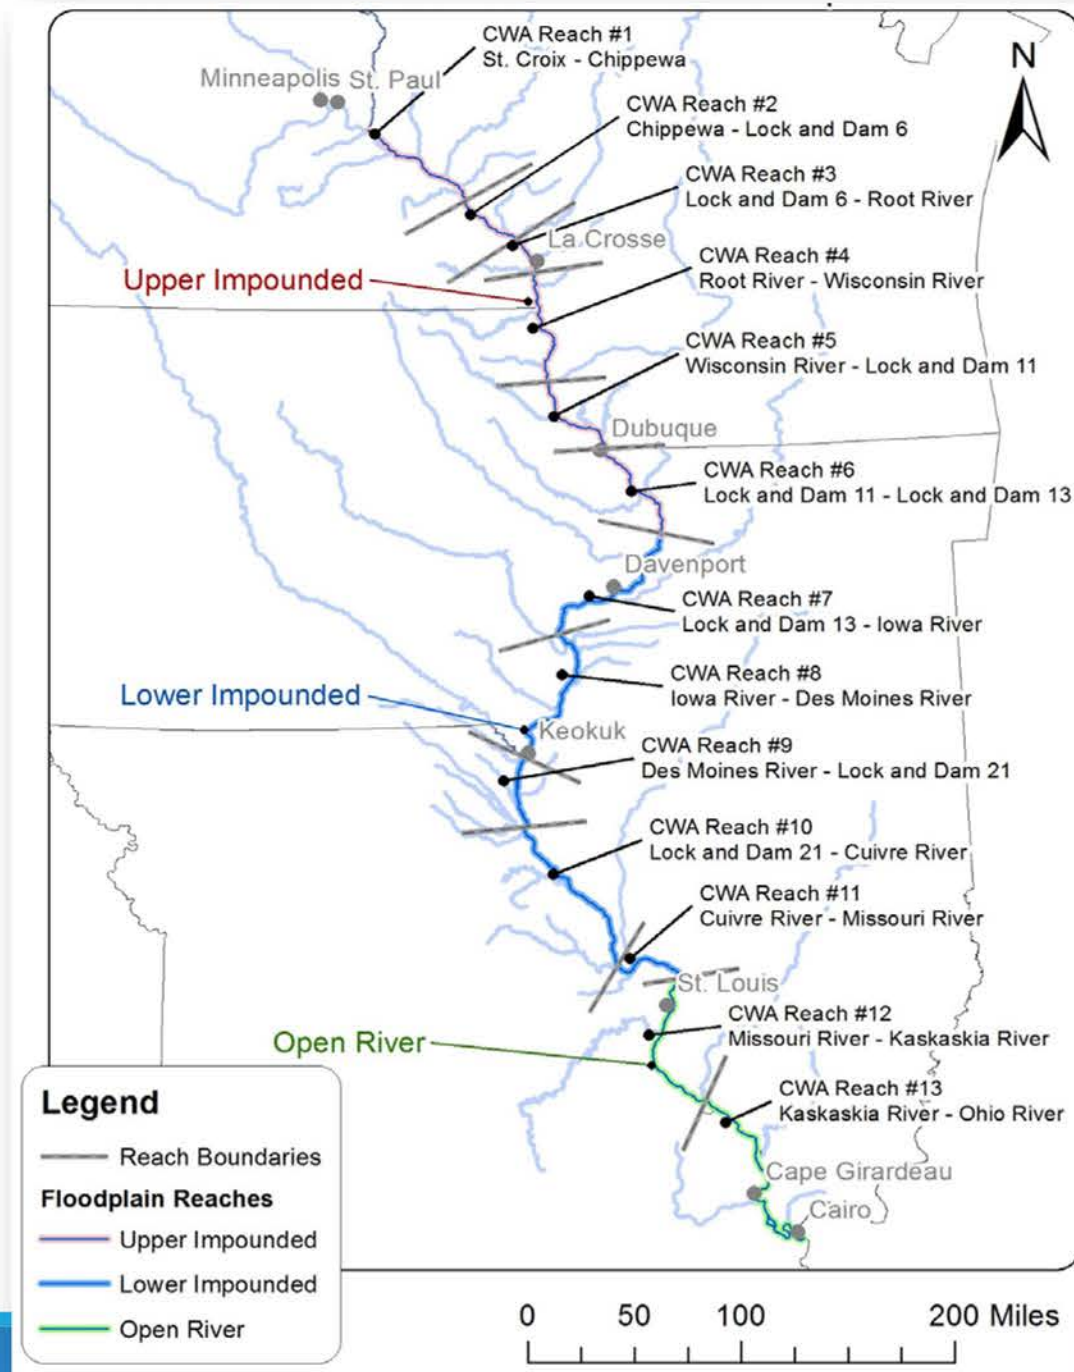 CWA Reach #1
St. Croix - Chippewa
N
Minneapolis St. Paul
CWA Reach #2
Chippewa - Lock and Dam 6
CWA Reach #3
Lock and Dam 6 - Root River
La Crosse
CWA Reach #4
Root River - Wisconsin River
Upper Impounded
CWA Reach #5
Wisconsin River - Lock and Dam 11
Dubuque
CWA Reach #6
Lock and Dam 11 - Lock and Dam 13
Davenport
CWA Reach #7
Lock and Dam 13 - Iowa River
CWA Reach #8
Iowa River - Des Moines River
Lower Impounded
Keokuk
CWA Reach #9
Des Moines River - Lock and Dam 21
CWA Reach #10
Lock and Dam 21 - Cuivre River
CWA Reach #11
Cuivre River - Missouri River
St. Louis
CWA Reach #12
Missouri River - Kaskaskia River
Open River
CWA Reach #13
Kaskaskia River - Ohio River
Cape Girardeau
Cairo
Legend
Reach Boundaries
Floodplain Reaches
Upper Impounded
Lower Impounded
Open River
0 50 100 200 Miles